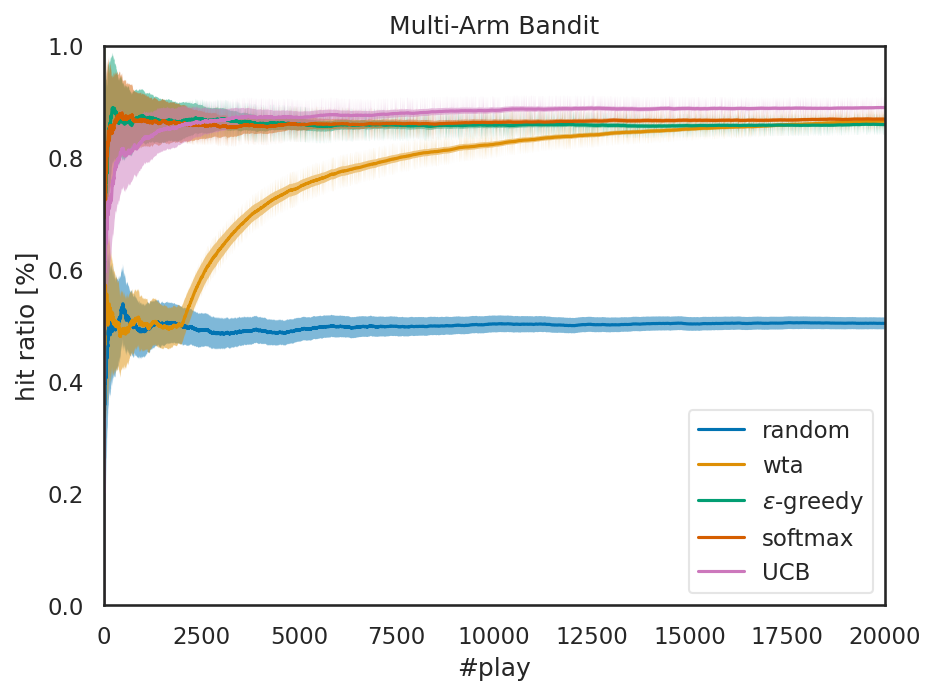 Multi-Arm Bandit
hit ratio [%]
1.0
0.8
0.6
0.4
0.2
0.0
0 2500 5000 7500 10000 12500 15000 17500 20000
#play
random
wta
ε-greedy
softmax
UCB